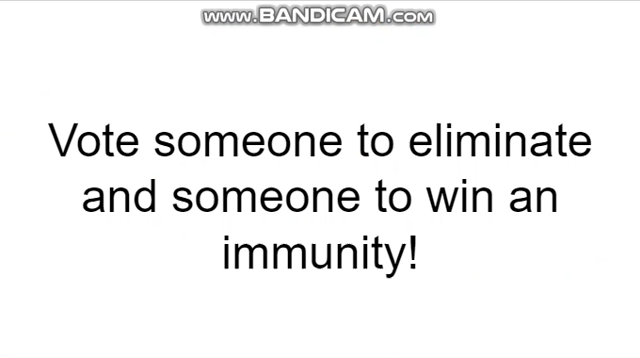 www.BANDICAM.com
Vote someone to eliminate
and someone to win an
immunity!